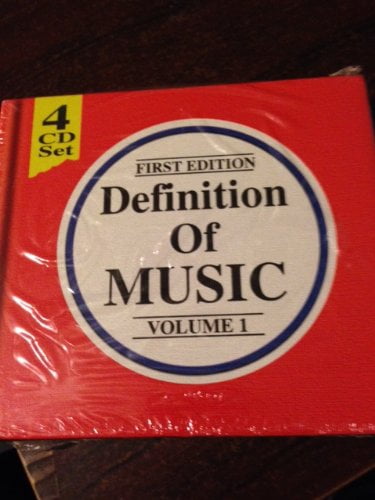 4
CD
Set
FIRST EDITION
Definition
Of
MUSIC
VOLUME 1